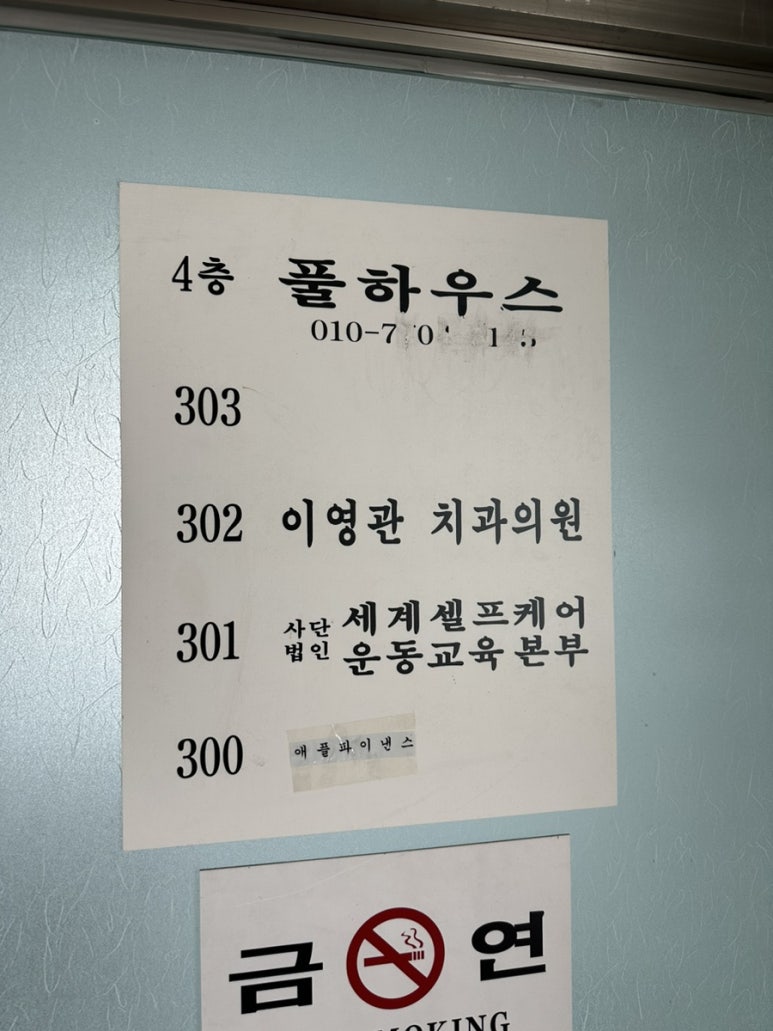 4층 풀하우스
303
302 이영관 치과의원
301 사단법인 세계셀프케어
운동교육본부
300 애플파이낸스
금연